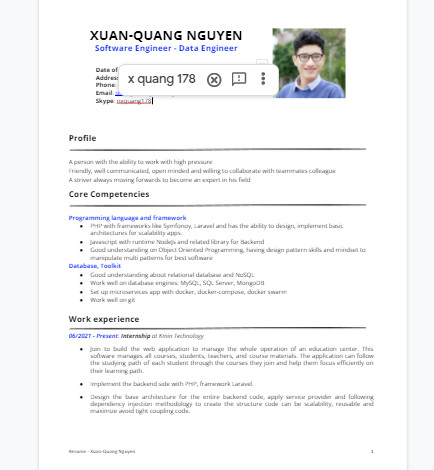 XUAN-QUANG NGUYEN
Software Engineer - Data Engineer
Date of
Address
Phone:
Email:
Skype: nxquang178
x quang 178
Profile
A person with the ability to work with high pressure
Friendly, well communicated, open minded and willing to collaborate with teammates colleague
A striver always moving forwards to become an expert in his field
Core Competencies
Programming language and framework
PHP with frameworks like Symfonoy, Laravel and has the ability to design, implement basic
architectures for scalability apps.
Javascript with runtime NodeJs and related library for Backend
Good understanding on Object Oriented Programming, having design pattern skills and mindset to
manipulate multi patterns for best software
Database, Toolkit
Good understanding about relational database and NoSQL
Work well on database engines: MySQL, SQL Server, MongoDB
Set up microservices app with docker, docker-compose, docker swarm
Work well on git
Work experience
06/2021 - Present: Internship at Knin Technology
Join to build the web application to manage the whole operation of an education center. This
software manages all courses, students, teachers, and course materials. The application can follow
the studying path of each student through the courses they join and help them focus efficiently on
their learning path.
Implement the backend side with PHP, framework Laravel.
Design the base architecture for the entire backend code, apply service provider and following
dependency injection methodology to create the structure code can be scalability, reusable and
maximize avoid tight coupling code.
Resume - Xuan-Quang Nguyen 1